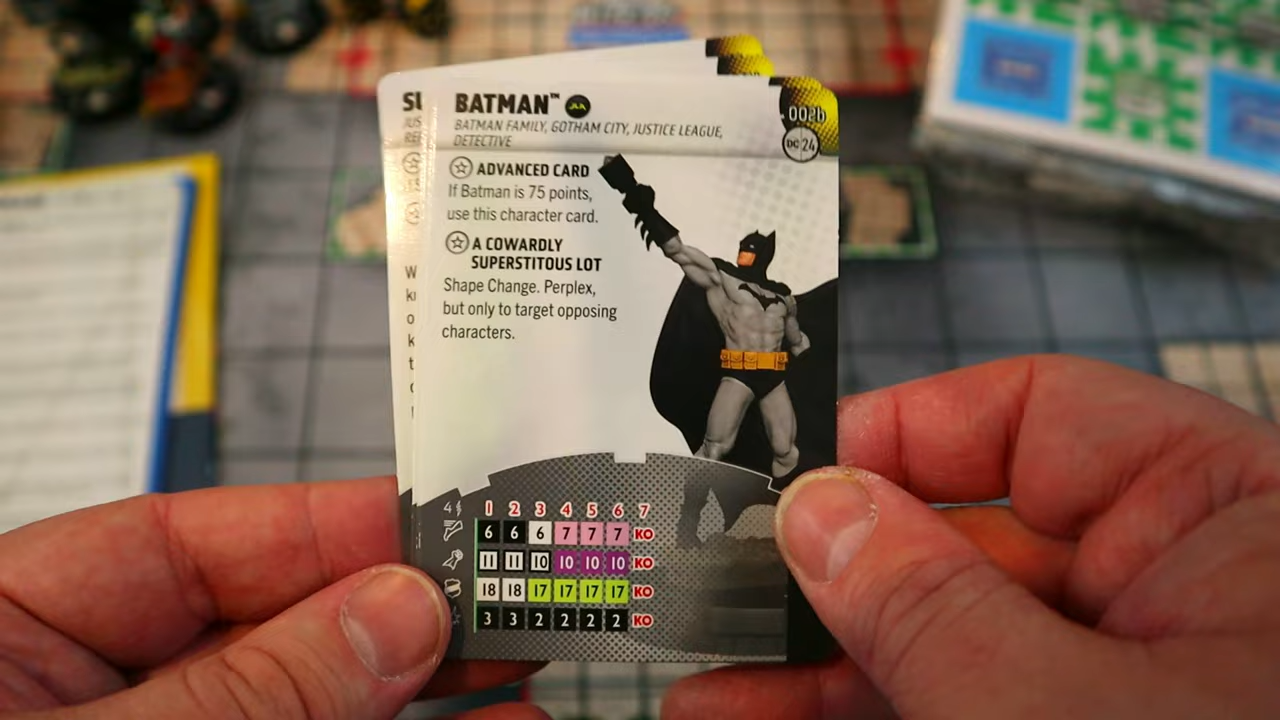 BATMAN™ JLA
002b
BATMAN FAMILY, GOTHAM CITY, JUSTICE LEAGUE,
DETECTIVE
DC 24
ADVANCED CARD
If Batman is 75 points,
use this character card.
A COWARDLY
SUPERSTITOUS LOT
Shape Change. Perplex,
but only to target opposing
characters.
4 1 2 3 4 5 6 7
6 6 6 7 7 7 KO
11 11 10 10 10 10 KO
18 18 17 17 17 17 KO
3 3 2 2 2 2 KO